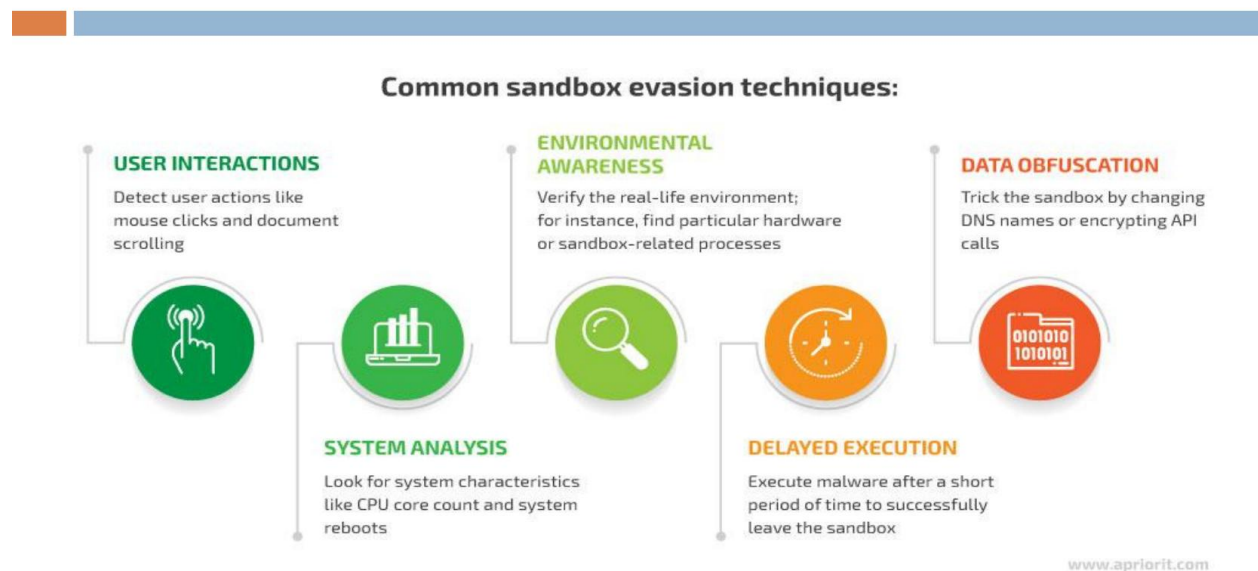 Common sandbox evasion techniques:
USER INTERACTIONS
Detect user actions like
mouse clicks and document
scrolling
SYSTEM ANALYSIS
Look for system characteristics
like CPU core count and system
reboots
ENVIRONMENTAL
AWARENESS
Verify the real-life environment;
for instance, find particular hardware
or sandbox-related processes
DELAYED EXECUTION
Execute malware after a short
period of time to successfully
leave the sandbox
DATA OBFUSCATION
Trick the sandbox by changing
DNS names or encrypting API
calls
0101010
1010101
www.apriorit.com